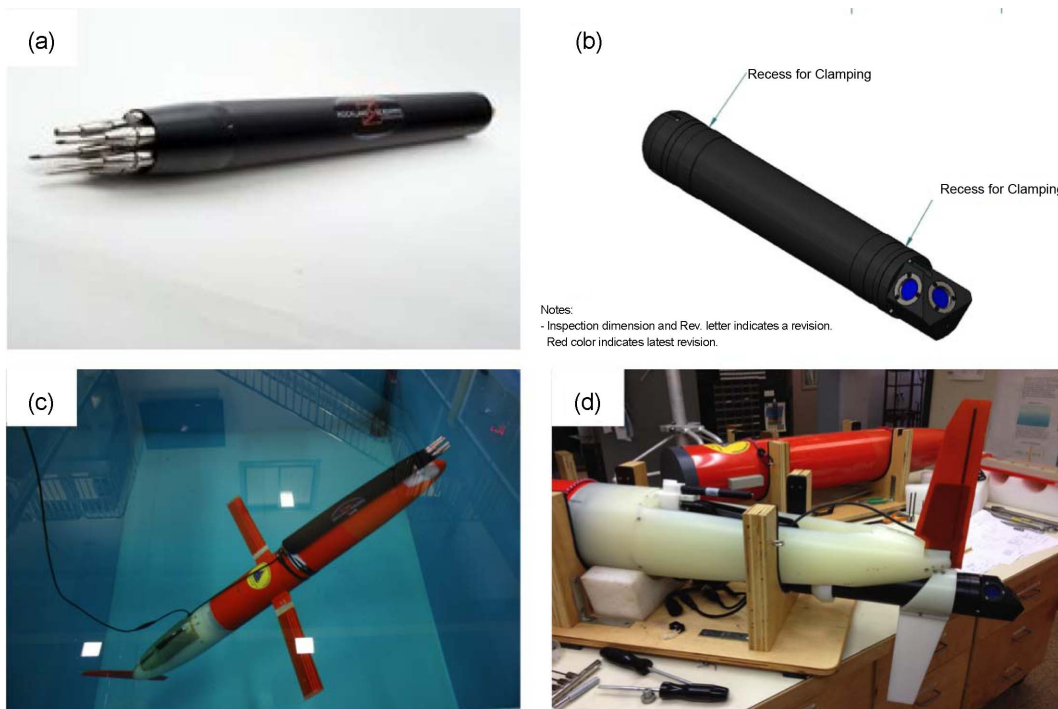 (a)
(b)
Recess for Clamping
Recess for Clamping
Notes:
- Inspection dimension and Rev. letter indicates a revision.
Red color indicates latest revision.
(c)
(d)